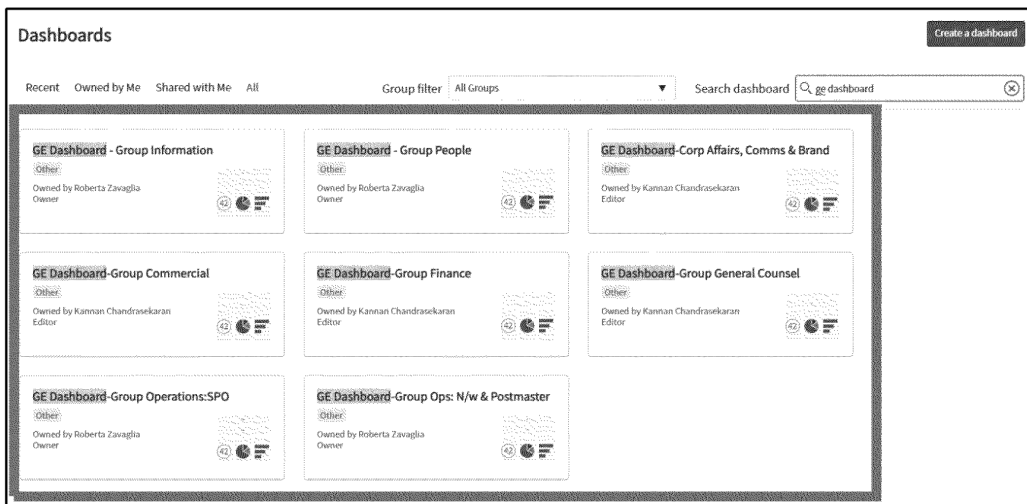 Dashboards
Create a dashboard
Recent Owned by Me Shared with Me All
Group filter All Groups
Search dashboard ge dashboard
GE Dashboard - Group Information
Other
Owned by Roberta Zavaglia
Owner
42
GE Dashboard - Group People
Other
Owned by Roberta Zavaglia
Owner
42
GE Dashboard-Corp Affairs, Comms & Brand
Other
Owned by Kannan Chandrasekaran
Editor
42
GE Dashboard-Group Commercial
Other
Owned by Kannan Chandrasekaran
Editor
42
GE Dashboard-Group Finance
Other
Owned by Kannan Chandrasekaran
Editor
42
GE Dashboard-Group General Counsel
Other
Owned by Kannan Chandrasekaran
Editor
42
GE Dashboard-Group Operations:SPO
Other
Owned by Roberta Zavaglia
Owner
42
GE Dashboard-Group Ops: N/w & Postmaster
Other
Owned by Roberta Zavaglia
Owner
42